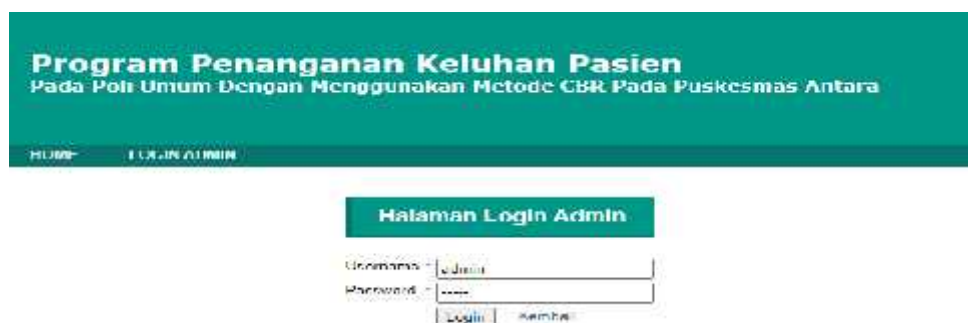 Program Penanganan Keluhan Pasien
Pada Poli Umum Dengan Menggunakan Metode CBR Pada Puskesmas Antara
HOME LOGIN ADMIN
Halaman Login Admin
Username : admin
Password : -----
Login Kembali